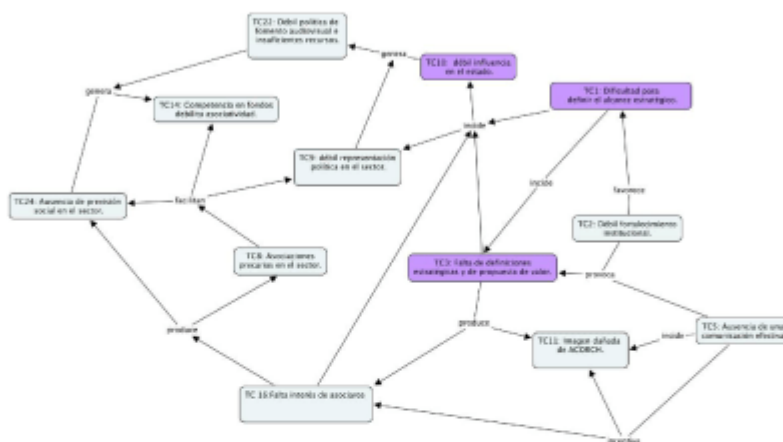 TC22: Débil política de
fomento audiovisual e
insuficientes recursos.
genera
TC10: débil influencia
en el estado.
TC1: Dificultad para
definir el alcance estratégico.
genera
TC14: Competencia en fondos
debilita asociatividad.
incide
TC9: débil representación
política en el sector.
incide
favorece
TC24: Ausencia de previsión
social en el sector.
facilitan
TC2: Débil fortalecimiento
institucional.
TC8: Asociaciones
precarias en el sector.
TC3: Falta de definiciones
estratégicas y de propuesta de valor.
provoca
produce
produce
TC11: Imagen dañada
de ACORCH.
incide
TC5: Ausencia de una
comunicación efectiva
TC 16 Falta interés de asociarse